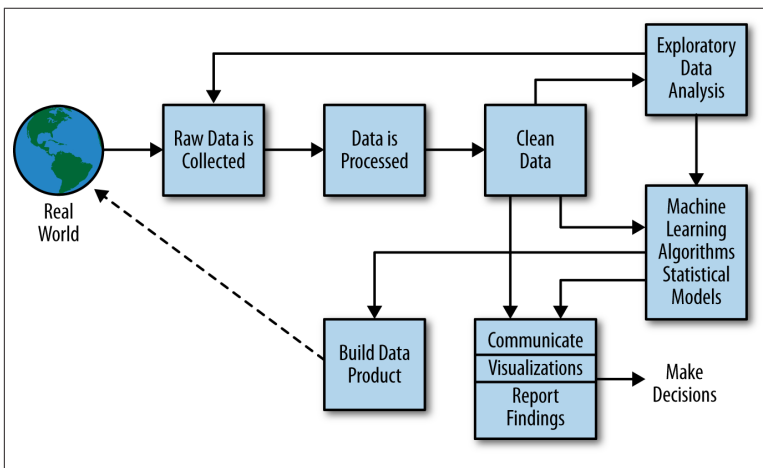 Exploratory
Data
Analysis
Raw Data is
Collected
Data is
Processed
Clean
Data
Real
World
Machine
Learning
Algorithms
Statistical
Models
Build Data
Product
Communicate
Visualizations
Report
Findings
Make
Decisions